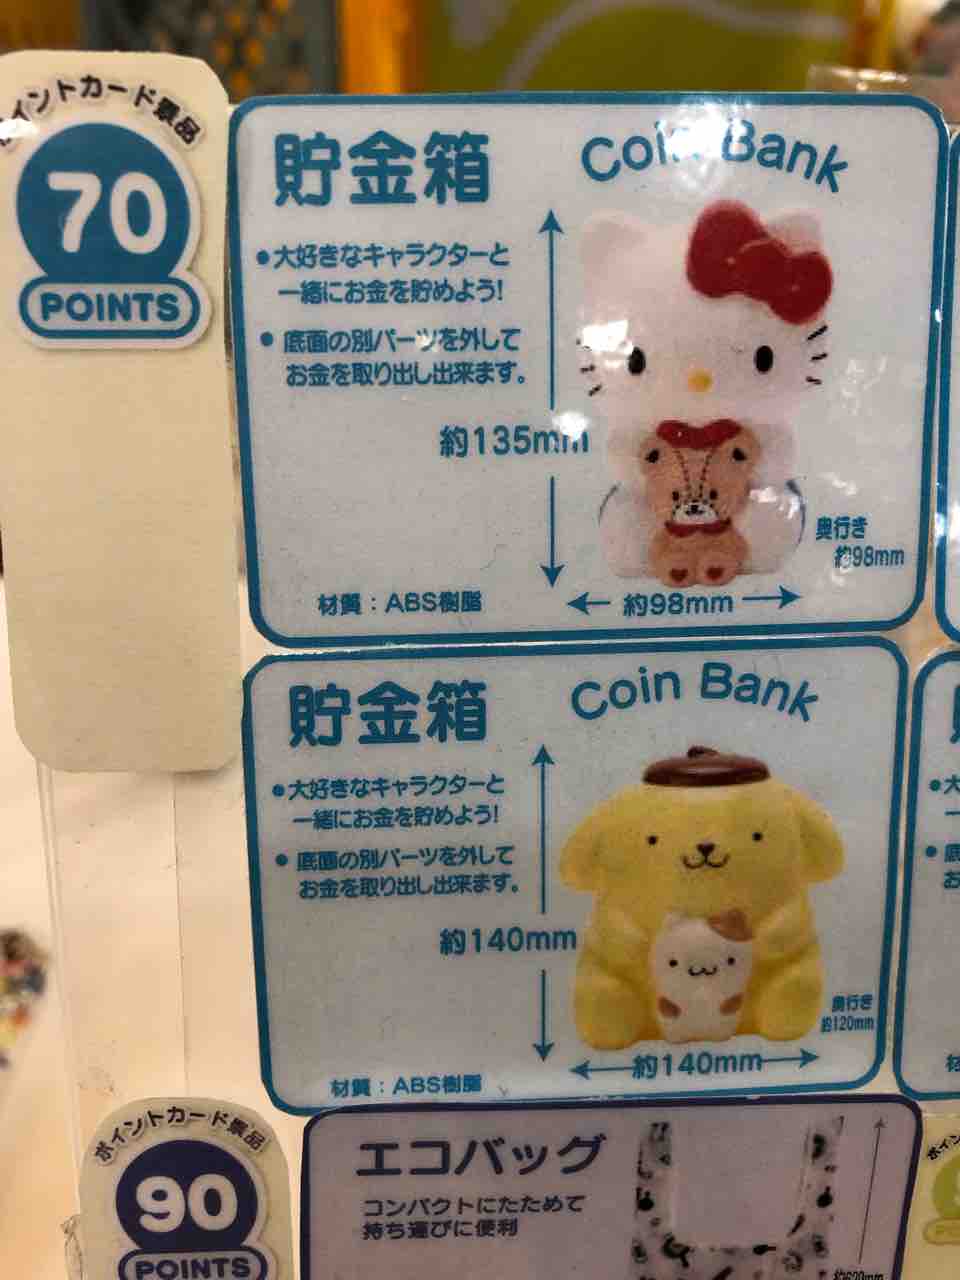 ポイントカード景品
70
POINTS
貯金箱
Coin Bank
●大好きなキャラクターと
一緒にお金を貯めよう!
●底面の別パーツを外して
お金を取り出し出来ます。
約135mm
奥行き
約98mm
約98mm
材質：ABS樹脂
貯金箱
Coin Bank
●大好きなキャラクターと
一緒にお金を貯めよう!
●底面の別パーツを外して
お金を取り出し出来ます。
約140mm
奥行き
約120mm
約140mm
材質：ABS樹脂
ポイントカード景品
90
POINTS
エコバッグ
コンパクトにたためて
持ち運びに便利